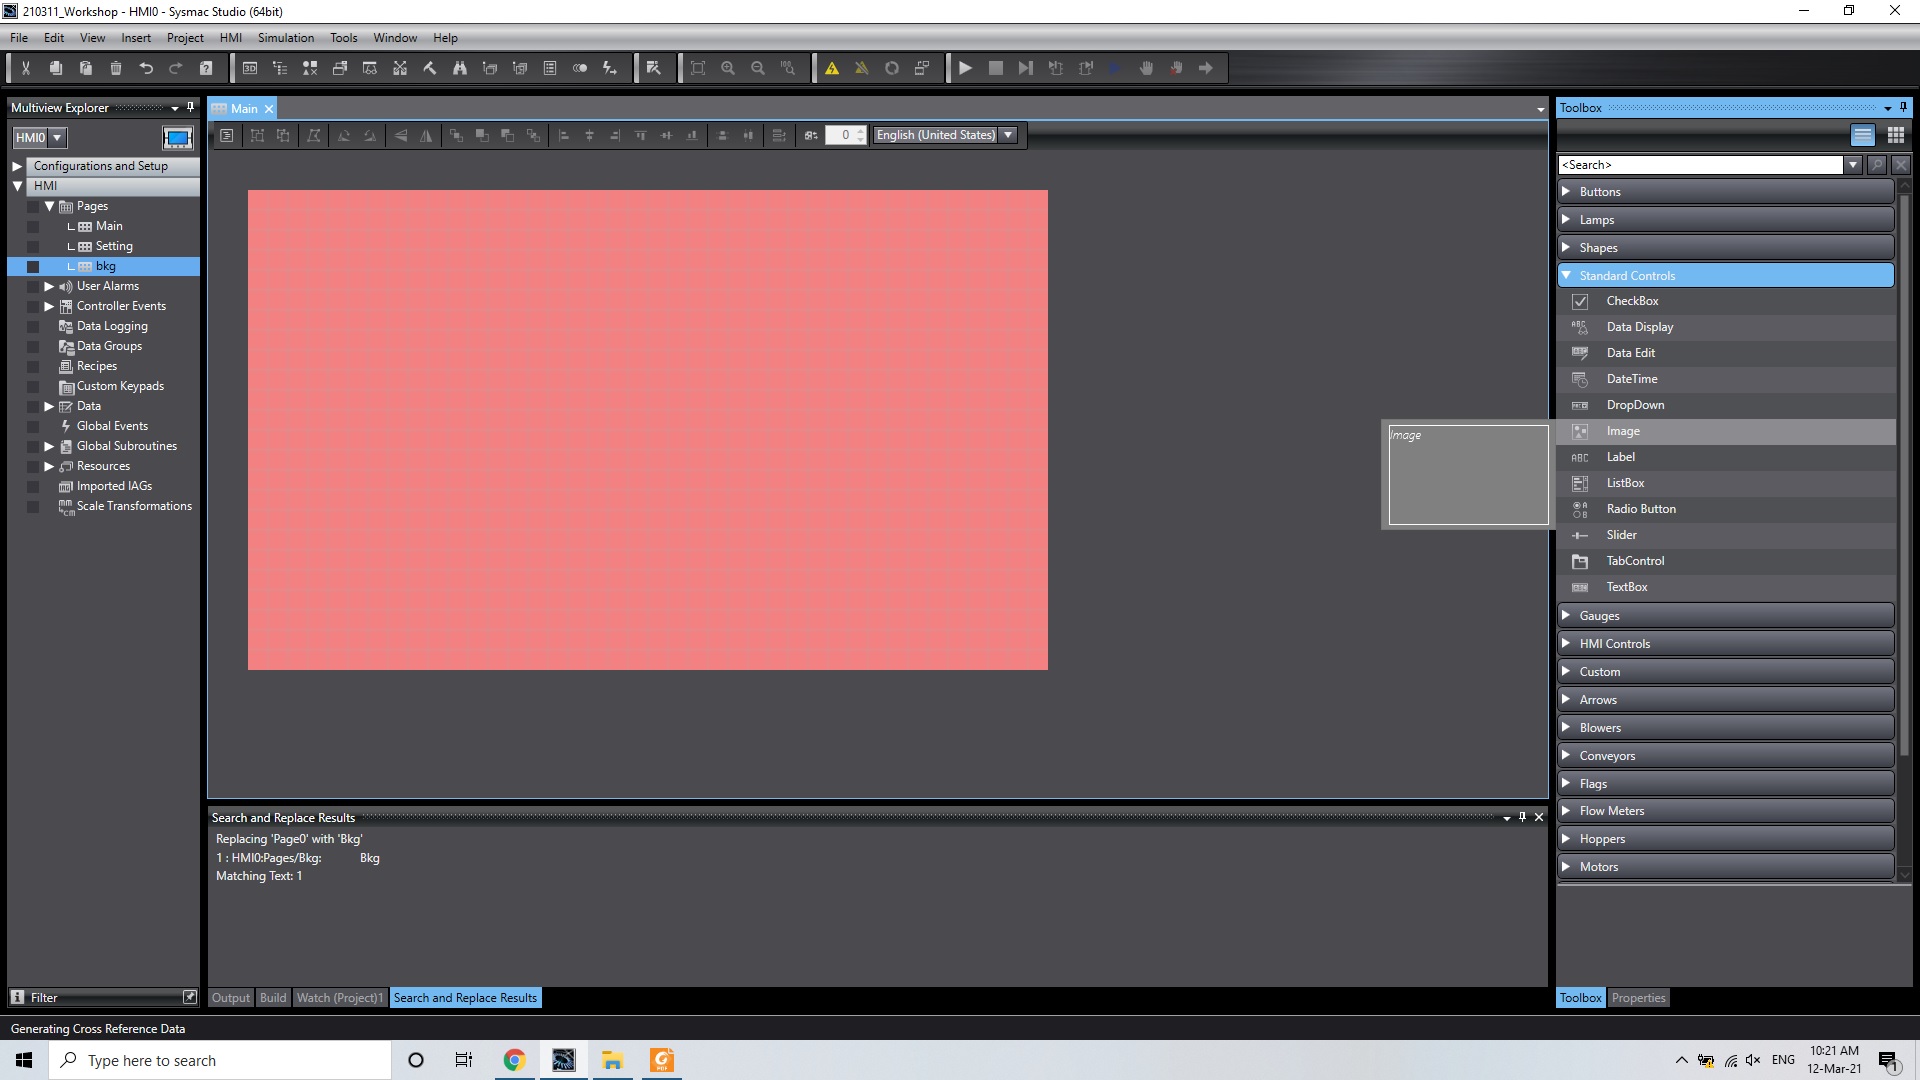 210311_Workshop - HMI0 - Sysmac Studio (64bit)
File Edit View Insert Project HMI Simulation Tools Window Help
Multiview Explorer
HMI0
Configurations and Setup
HMI
Pages
Main
Setting
bkg
User Alarms
Controller Events
Data Logging
Data Groups
Recipes
Custom Keypads
Data
Global Events
Global Subroutines
Resources
Imported IAGs
Scale Transformations
Filter
Main
0 English (United States)
Image
Search and Replace Results
Replacing 'Page0' with 'Bkg'
1 : HMI0:Pages/Bkg: Bkg
Matching Text: 1
Output Build Watch (Project)1 Search and Replace Results
Toolbox
<Search>
Buttons
Lamps
Shapes
Standard Controls
CheckBox
Data Display
Data Edit
DateTime
DropDown
Image
Label
ListBox
Radio Button
Slider
TabControl
TextBox
Gauges
HMI Controls
Custom
Arrows
Blowers
Conveyors
Flags
Flow Meters
Hoppers
Motors
Toolbox Properties
Generating Cross Reference Data
Type here to search
ENG
10:21 AM
12-Mar-21
1